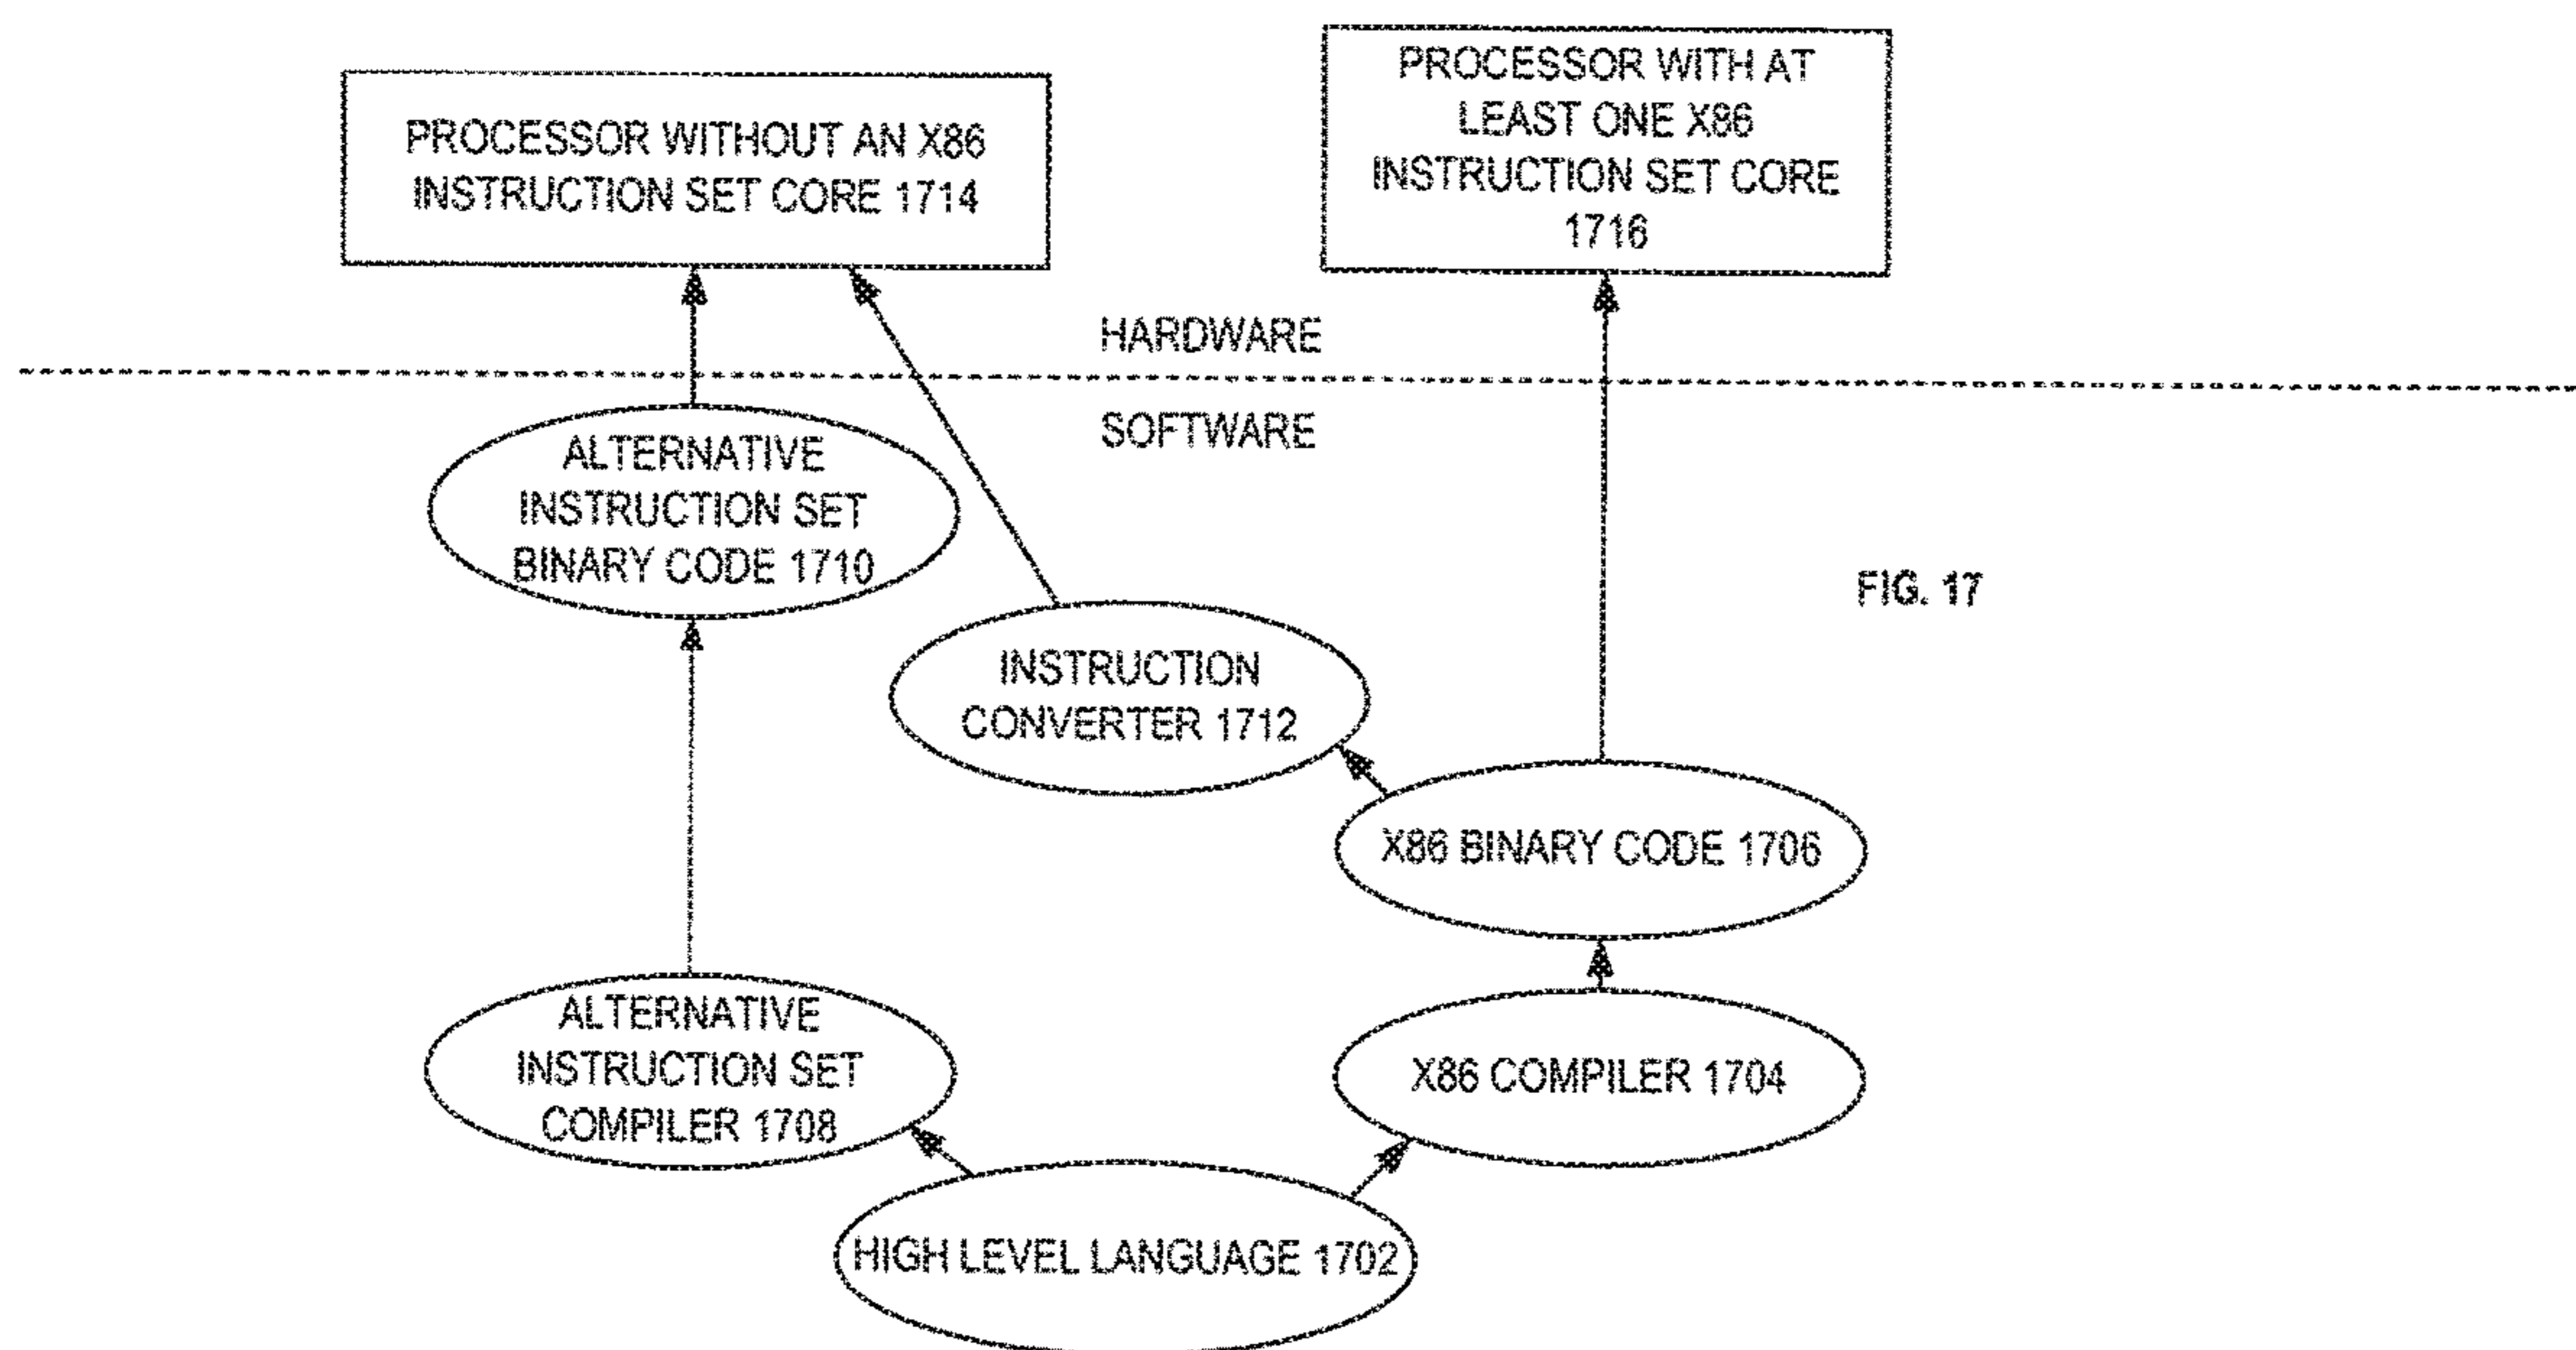 PROCESSOR WITHOUT AN X86
INSTRUCTION SET CORE 1714
PROCESSOR WITH AT
LEAST ONE X86
INSTRUCTION SET CORE
1716
HARDWARE
SOFTWARE
ALTERNATIVE
INSTRUCTION SET
BINARY CODE 1710
FIG. 17
INSTRUCTION
CONVERTER 1712
X86 BINARY CODE 1706
ALTERNATIVE
INSTRUCTION SET
COMPILER 1708
X86 COMPILER 1704
HIGH LEVEL LANGUAGE 1702